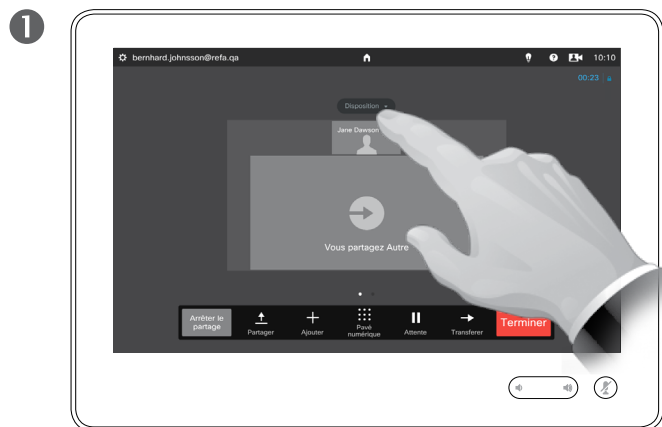 1
bernhard.johnsson@refa.qa
10:10
00:23
Disposition
Jane Dawson
Vous partagez Autre
Arrêter le
partage
Partager
Ajouter
Pavé
numérique
Attente
Transferer
Terminer